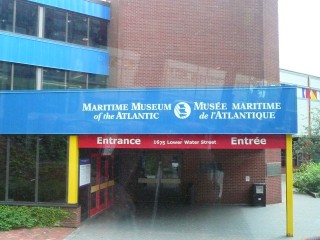 MARITIME MUSEUM
of the ATLANTIC
MUSÉE MARITIME
de l'ATLANTIQUE
Entrance 1675 Lower Water Street Entrée